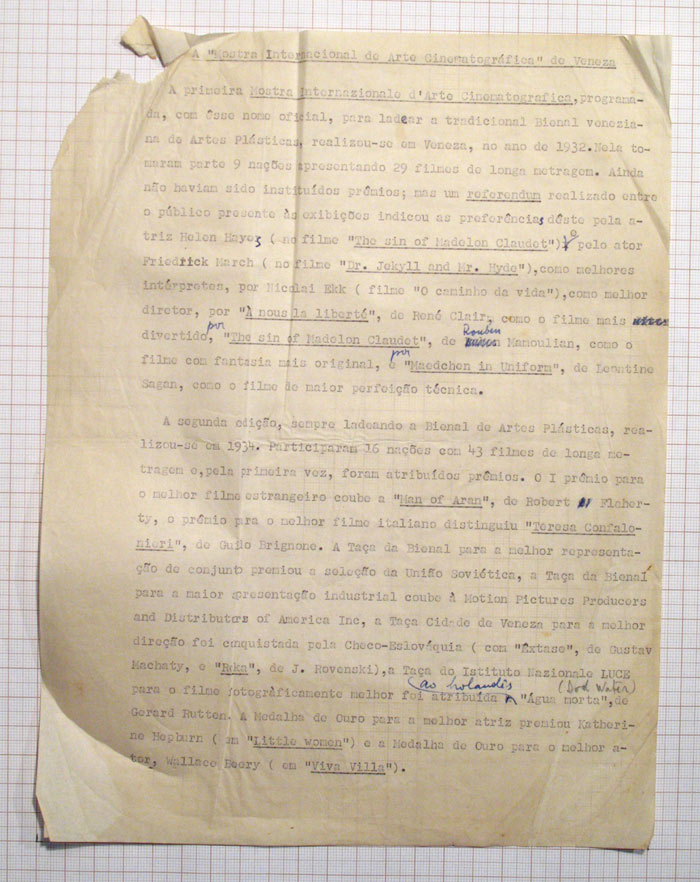 A "Mostra Internacional de Arte Cinematográfica" de Veneza
A primeira Mostra Internazionale d'Arte Cinematografica, programa-
da, com êsse nome oficial, para ladear a tradicional Bienal venezia-
na de Artes Plásticas, realizou-se em Veneza, no ano de 1932. Nela to-
maram parte 9 nações apresentando 29 filmes de longa metragem. Ainda
não haviam sido instituídos prêmios; mas um referendum realizado entre
o público presente às exibições indicou as preferências dêste pela a-
triz Helen Hayes ( no filme "The sin of Madelon Claudet") e pelo ator
Friedrick March ( no filme "Dr. Jekyll and Mr. Hyde"), como melhores
intérpretes, por Nicolai Ekk ( filme "O caminho da vida"), como melhor
diretor, por "À nous la liberté", de René Clair, como o filme mais
divertido, por "The sin of Madelon Claudet", de Rouben Mamoulian, como o
filme com fantasia mais original, e por "Maedchen in Uniform", de Leontine
Sagan, como o filme de maior perfeição técnica.
A segunda edição, sempre ladeando a Bienal de Artes Plásticas, rea-
lizou-se em 1934. Participaram 16 nações com 43 filmes de longa me-
tragem e, pela primeira vez, foram atribuídos prêmios. O I prêmio para
o melhor filme estrangeiro coube a "Man of Aran", de Robert Flaher-
ty, o prêmio para o melhor filme italiano distinguiu "Teresa Confalo-
nieri", de Guido Brignone. A Taça da Bienal para a melhor representa-
ção de conjunto premiou a seleção da União Soviética, a Taça da Bienal
para a maior apresentação industrial coube à Motion Pictures Producers
and Distributors of America Inc, a Taça Cidade de Veneza para a melhor
direção foi conquistada pela Checo-Eslováquia ( com "Êxtase", de Gustav
Machaty, e "Reka", de J. Rovenski), a Taça do Istituto Nazionale LUCE
para o filme fotogràficamente melhor foi atribuída ao holandês "Água morta", (Dood Water) de
Gerard Rutten. A Medalha de Ouro para a melhor atriz premiou Katheri-
ne Hepburn ( em "Little women") e a Medalha de Ouro para o melhor a-
tor, Wallace Beery ( em "Viva Villa").